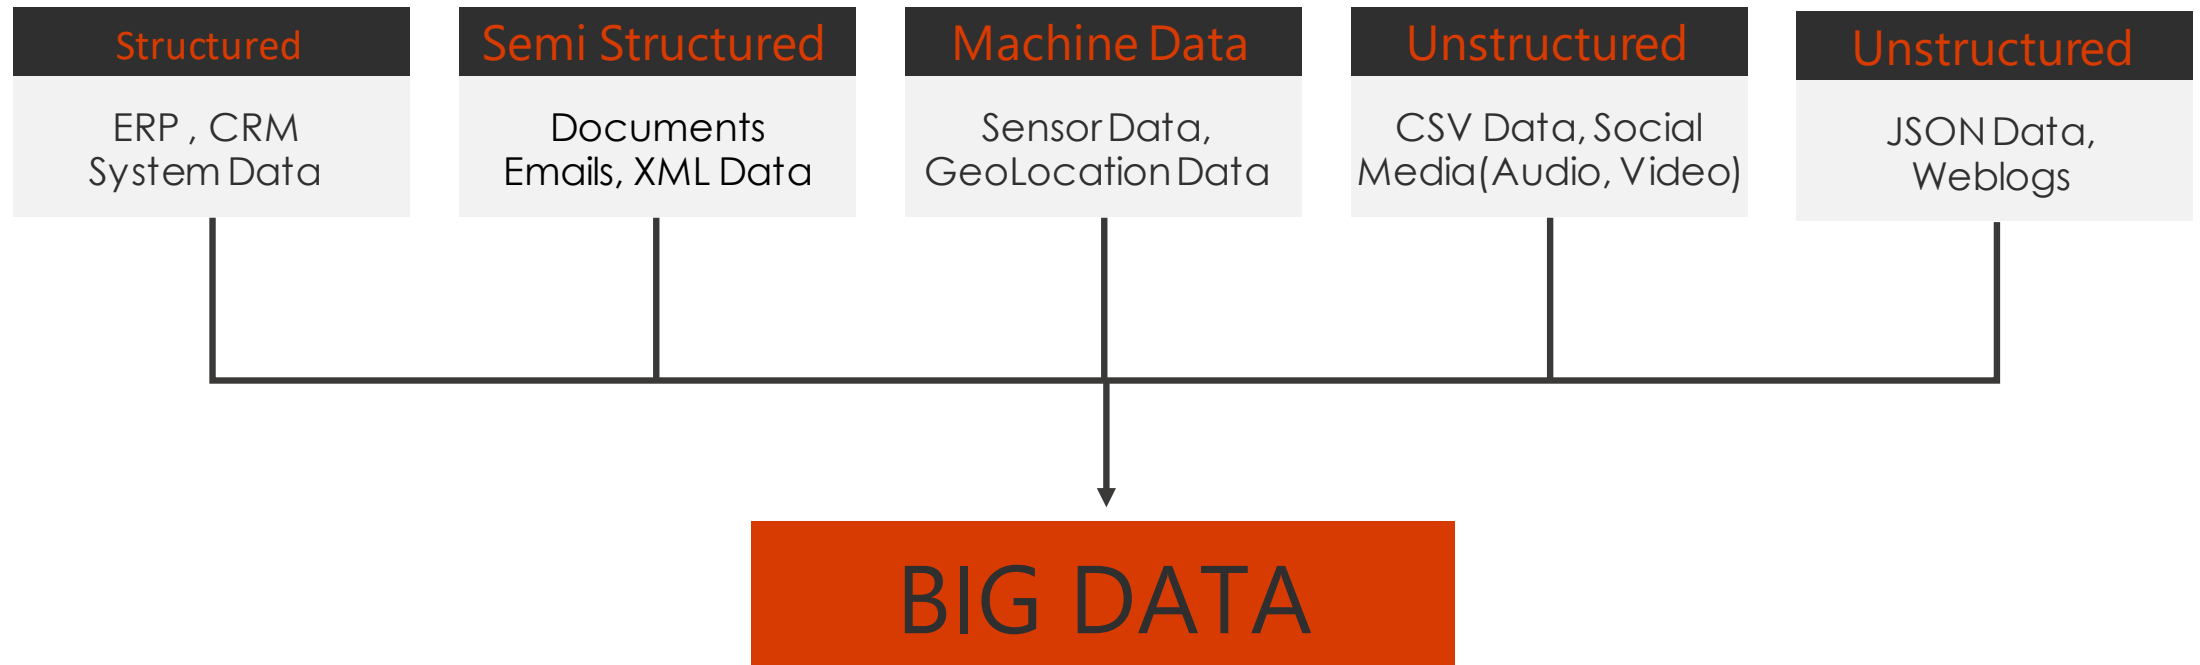 Structured
ERP , CRM
System Data
Semi Structured
Documents
Emails, XML Data
Machine Data
Sensor Data,
GeoLocation Data
Unstructured
CSV Data, Social
Media(Audio, Video)
Unstructured
JSON Data,
Weblogs
BIG DATA